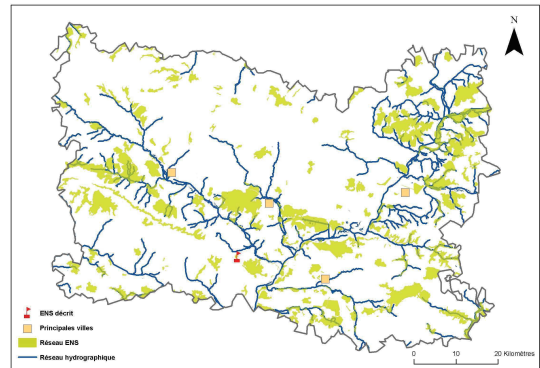 N
ENS décrit
Principales villes
Réseau ENS
Réseau hydrographique
0 10 20 Kilomètres